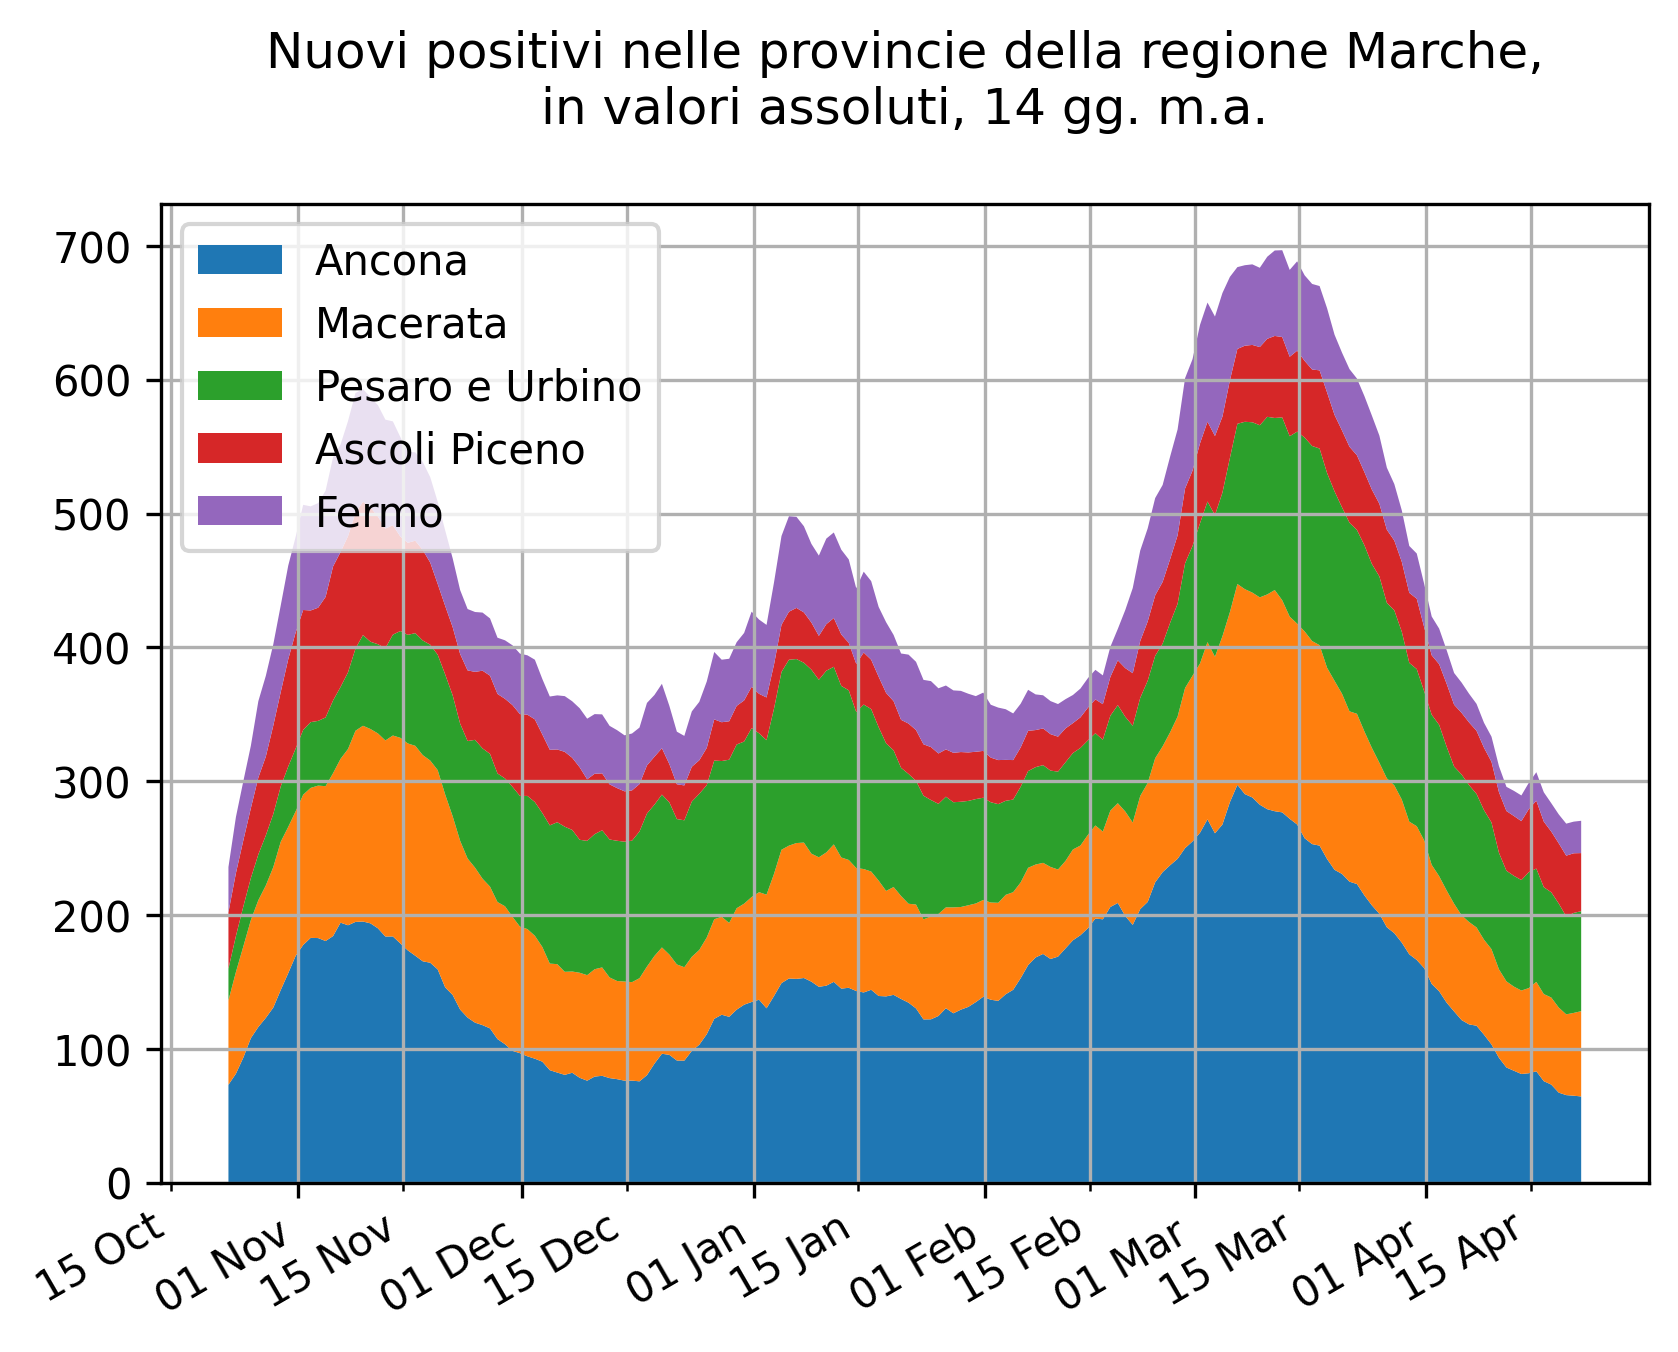 Nuovi positivi nelle provincie della regione Marche,
in valori assoluti, 14 gg. m.a.
700
600
500
400
300
200
100
0
Ancona
Macerata
Pesaro e Urbino
Ascoli Piceno
Fermo
15 Oct
01 Nov
15 Nov
01 Dec
15 Dec
01 Jan
15 Jan
01 Feb
15 Feb
01 Mar
15 Mar
01 Apr
15 Apr